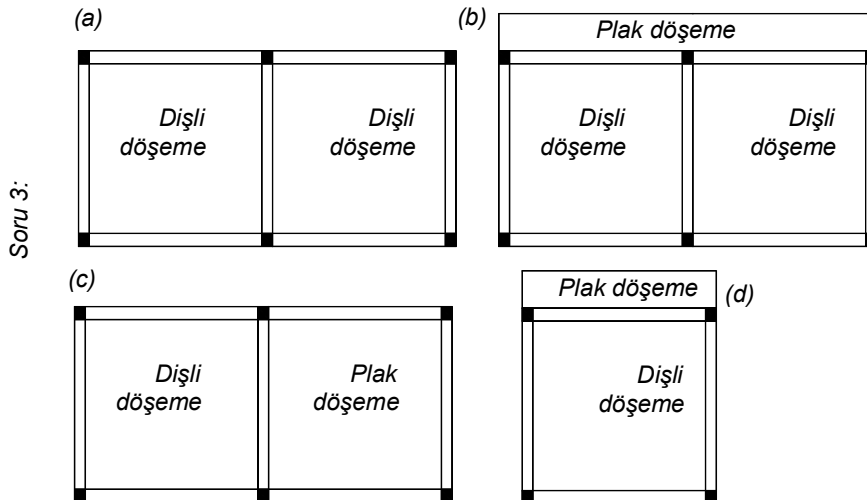 Soru 3:
(a)
Dişli
döşeme
Dişli
döşeme
(b)
Plak döşeme
Dişli
döşeme
Dişli
döşeme
(c)
Dişli
döşeme
Plak
döşeme
Plak döşeme
(d)
Dişli
döşeme